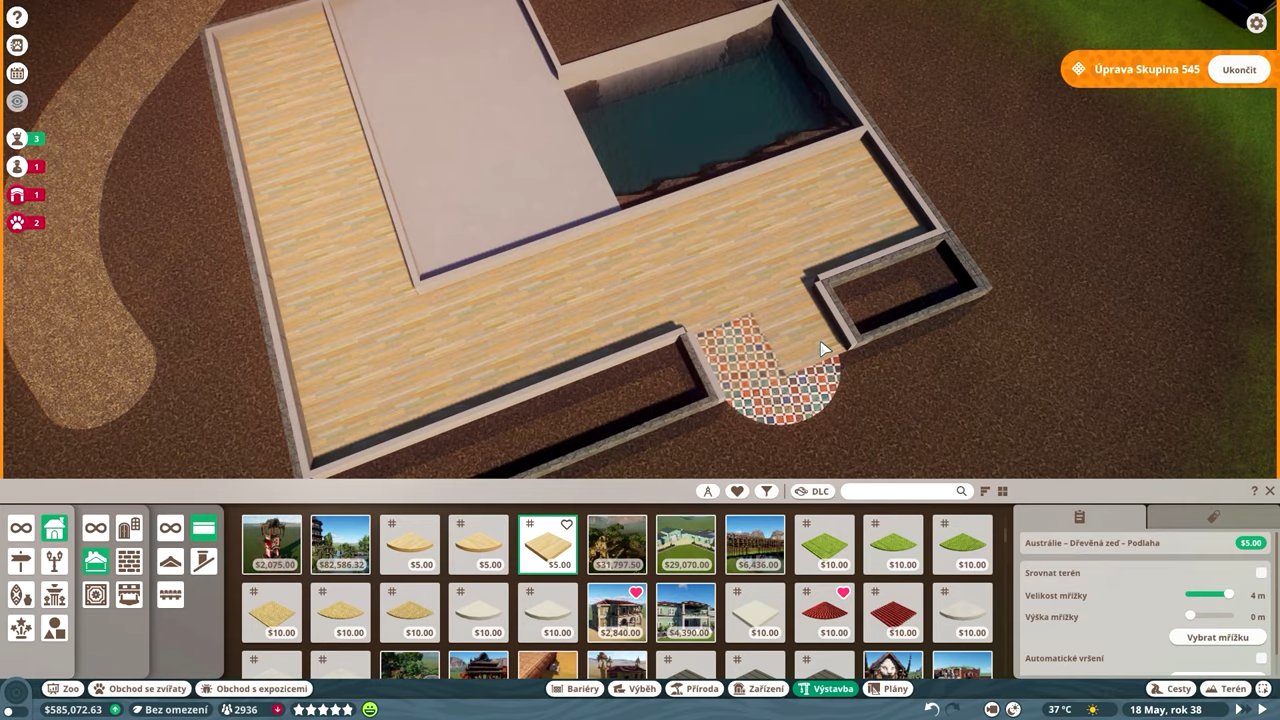 Úprava Skupina 545
Ukončit
3
1
1
2
DLC
$2,075.00
$82,586.32
$5.00
$5.00
$5.00
$31,797.50
$29,070.00
$6,436.00
$10.00
$10.00
$10.00
$10.00
$10.00
$10.00
$10.00
$10.00
$2,840.00
$4,390.00
$10.00
$10.00
$10.00
$10.00
Austrálie – Dřevěná zeď – Podlaha
$5.00
Srovnat terén
Velikost mřížky
4 m
Výška mřížky
0 m
Vybrat mřížku
Automatické vršení
Zoo
Obchod se zvířaty
Obchod s expozicemi
Bariéry
Výběh
Příroda
Zařízení
Výstavba
Plány
Cesty
Terén
$585,072.63
Bez omezení
2936
37 °C
18 May, rok 38